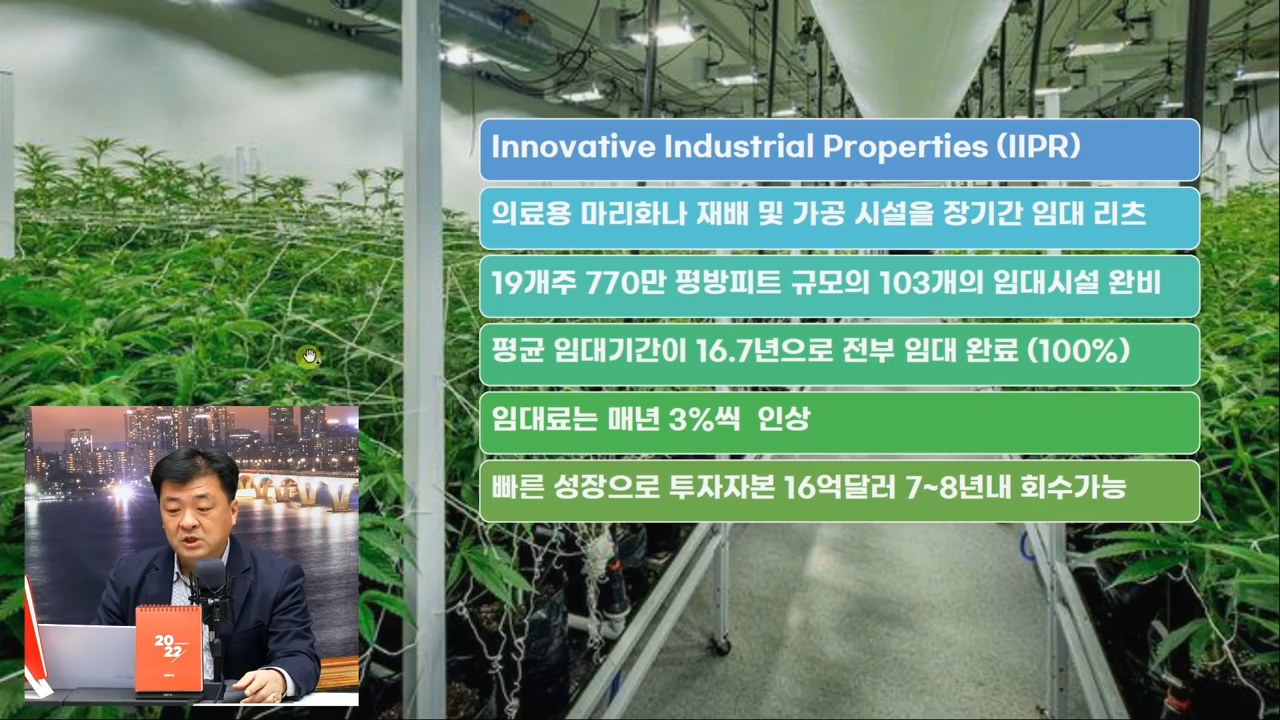 Innovative Industrial Properties (IIPR)
의료용 마리화나 재배 및 가공 시설을 장기간 임대 리츠
19개주 770만 평방피트 규모의 103개의 임대시설 완비
평균 임대기간이 16.7년으로 전부 임대 완료 (100%)
임대료는 매년 3%씩 인상
빠른 성장으로 투자자본 16억달러 7~8년내 회수가능
20
22